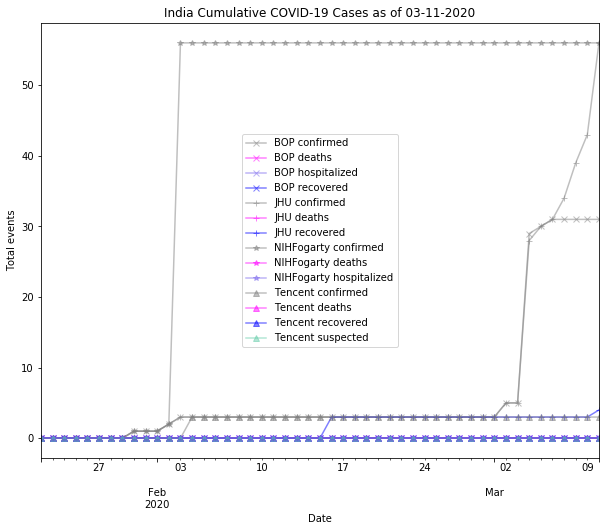 India Cumulative COVID-19 Cases as of 03-11-2020
Total events
50
40
30
20
10
0
BOP confirmed
BOP deaths
BOP hospitalized
BOP recovered
JHU confirmed
JHU deaths
JHU recovered
NIHFogarty confirmed
NIHFogarty deaths
NIHFogarty hospitalized
Tencent confirmed
Tencent deaths
Tencent recovered
Tencent suspected
27 03 10 17 24 02 09
Feb Mar
2020
Date